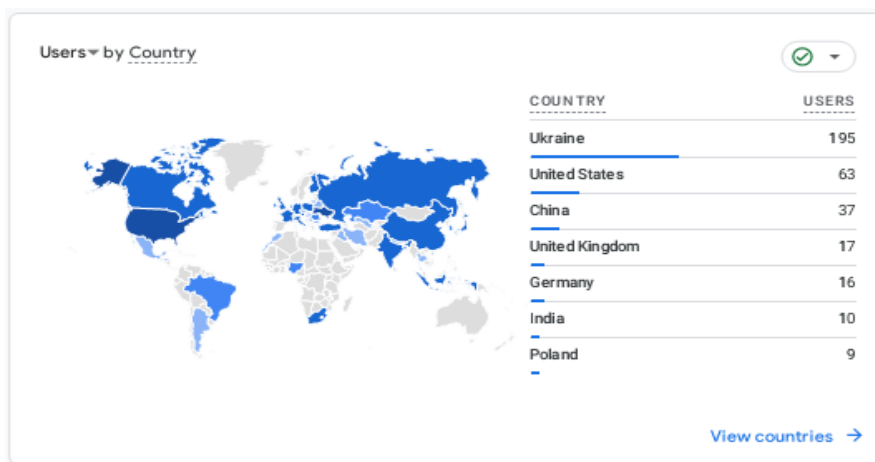 Users by Country
COUNTRY USERS
Ukraine 195
United States 63
China 37
United Kingdom 17
Germany 16
India 10
Poland 9
View countries